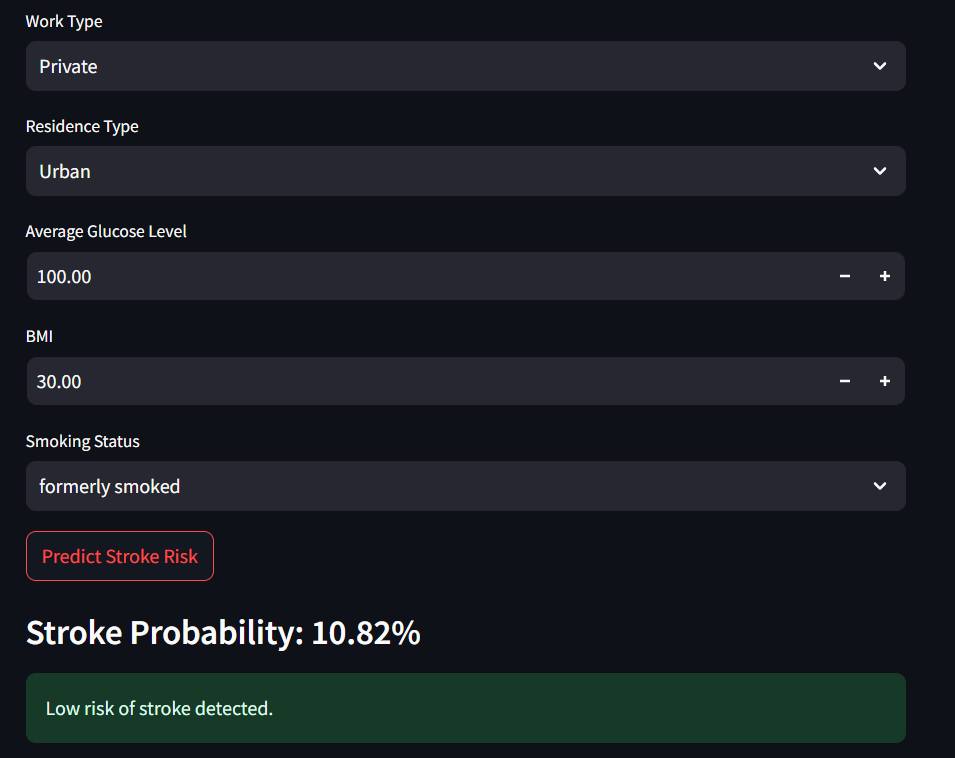 Work Type
Private
Residence Type
Urban
Average Glucose Level
100.00
BMI
30.00
Smoking Status
formerly smoked
Predict Stroke Risk
Stroke Probability: 10.82%
Low risk of stroke detected.